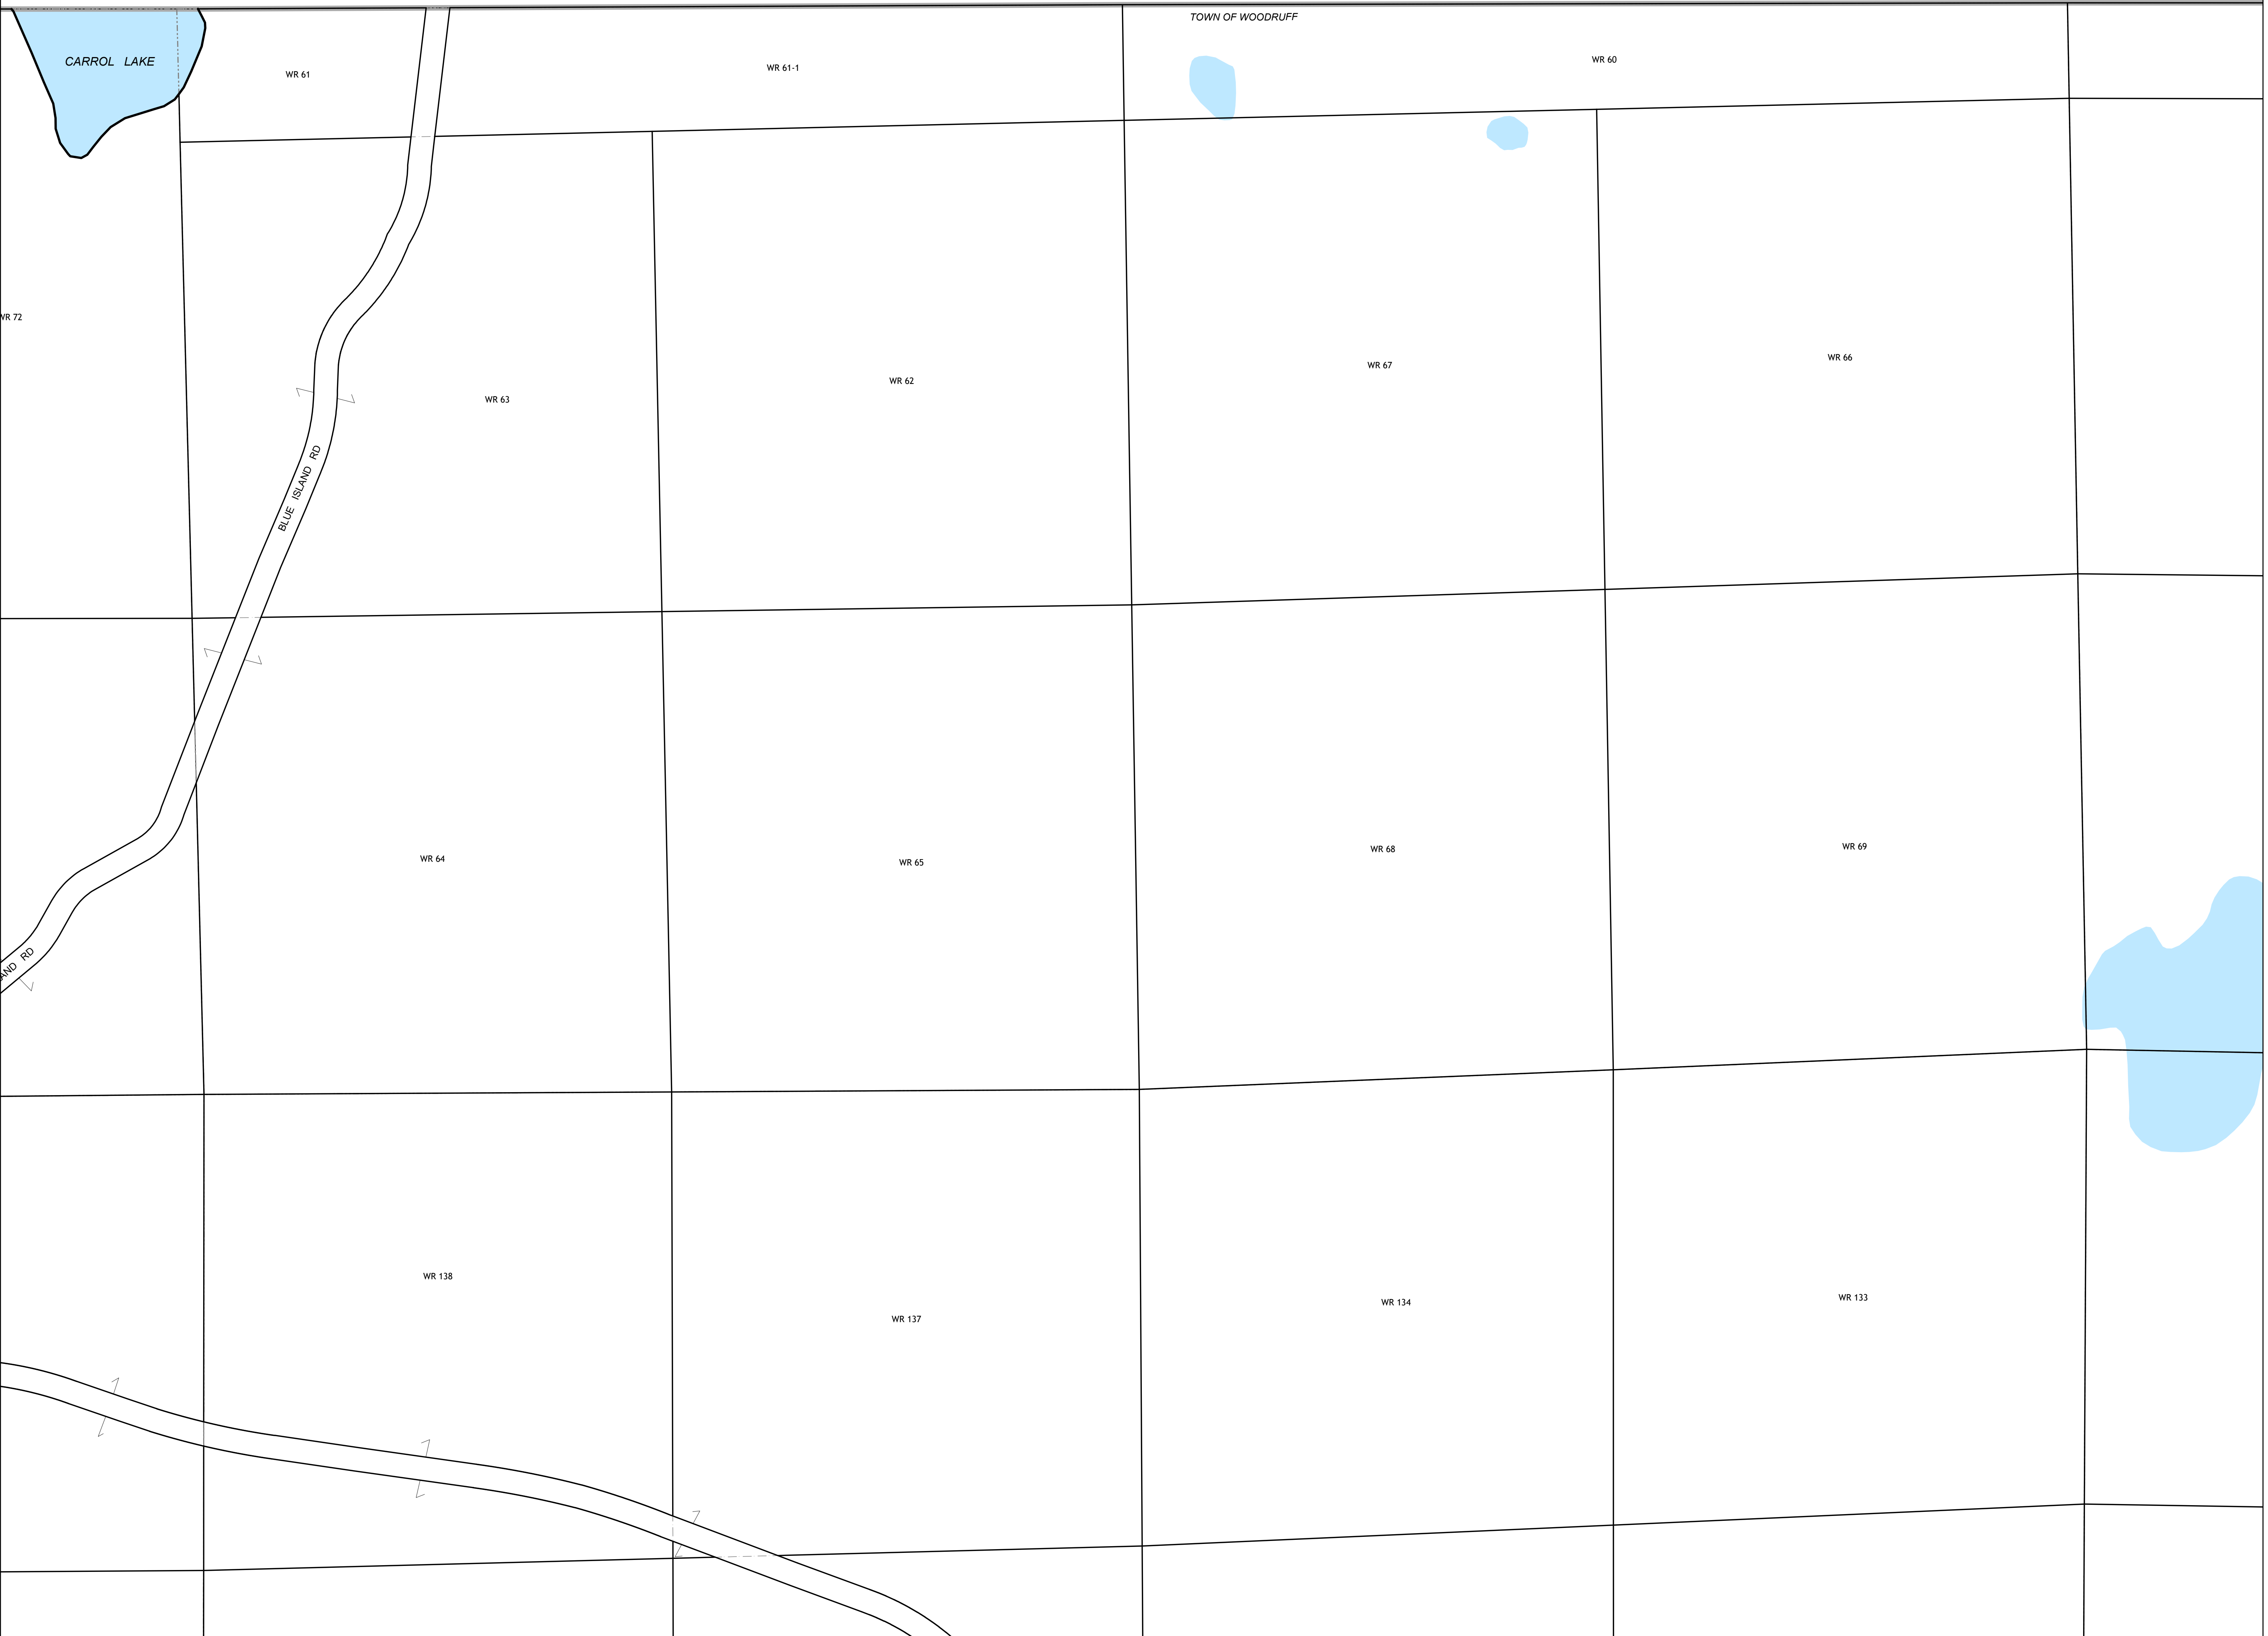 TOWN OF WOODRUFF
CARROL LAKE
WR 61
WR 61-1
WR 60
WR 72
WR 63
WR 62
WR 67
WR 66
BLUE ISLAND RD
WR 64
WR 65
WR 68
WR 69
AND RD
WR 138
WR 137
WR 134
WR 133